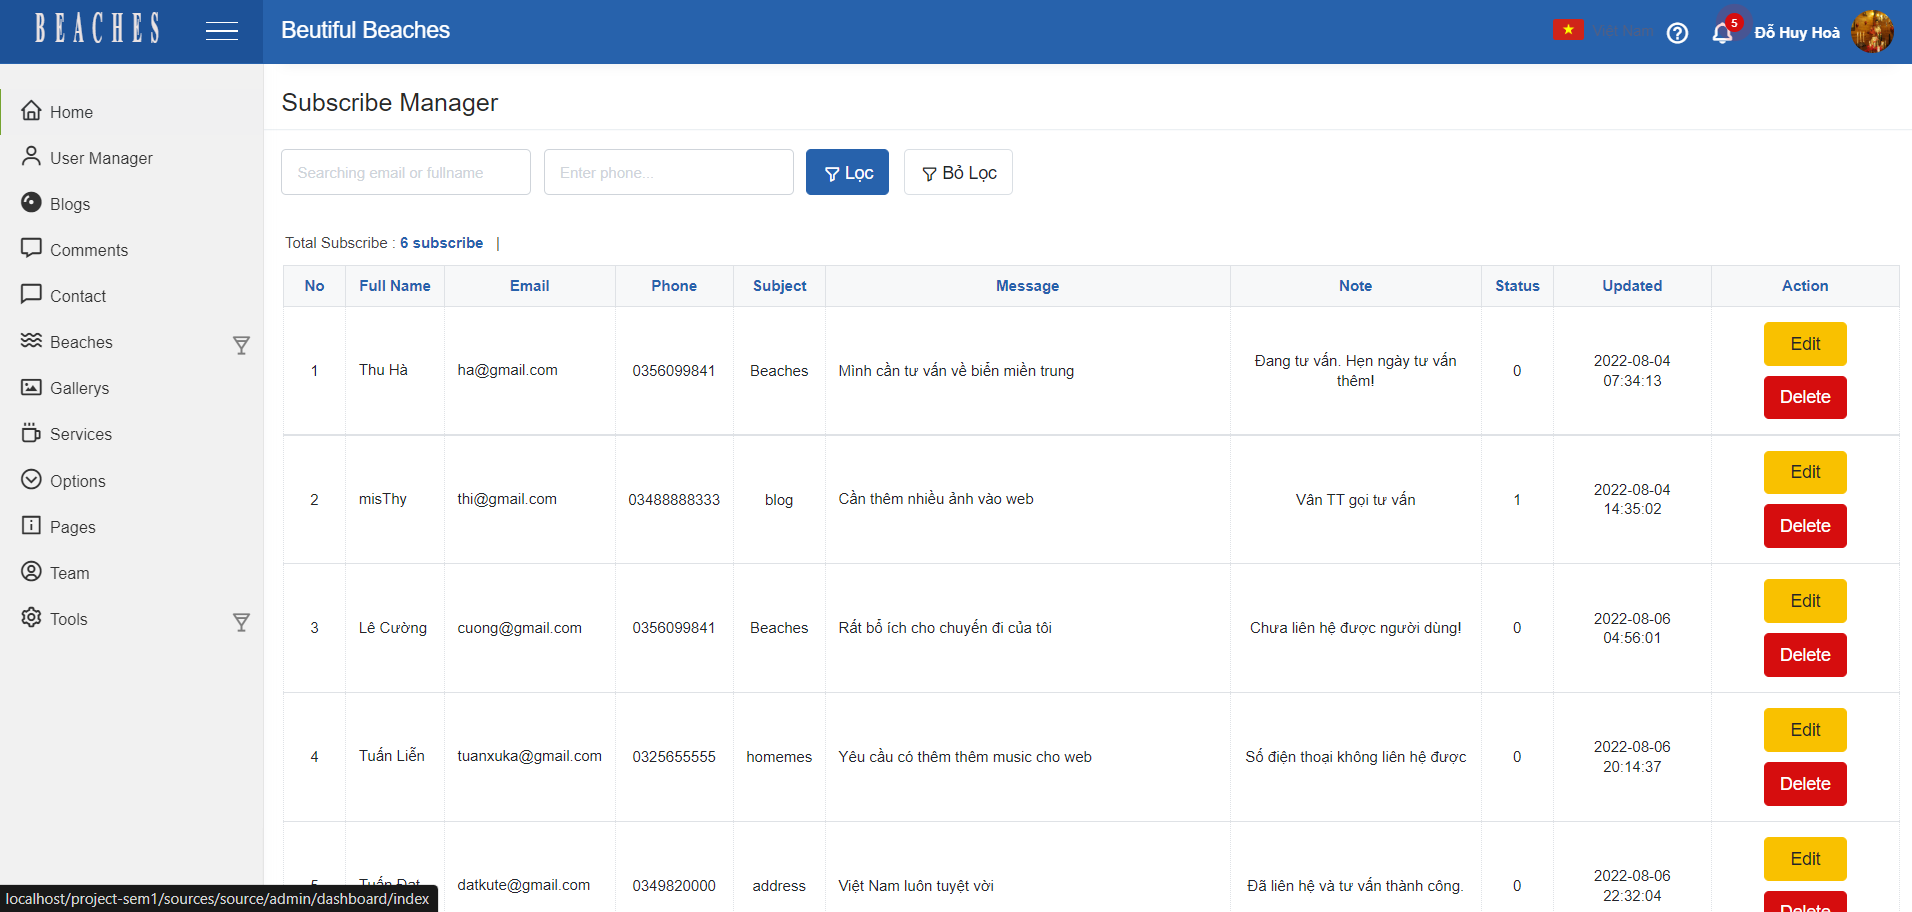 BEACHES
Beutiful Beaches
Việt Nam
5
Đỗ Huy Hoà
Home
User Manager
Blogs
Comments
Contact
Beaches
Gallerys
Services
Options
Pages
Team
Tools
Subscribe Manager
Searching email or fullname
Enter phone...
Lọc
Bỏ Lọc
Total Subscribe : 6 subscribe |
No Full Name Email Phone Subject Message Note Status Updated Action
1 Thu Hà ha@gmail.com 0356099841 Beaches Mình cần tư vấn về biển miền trung Đang tư vấn. Hẹn ngày tư vấn thêm! 0 2022-08-04 07:34:13 Edit Delete
2 misThy thi@gmail.com 03488888333 blog Cần thêm nhiều ảnh vào web Vân TT gọi tư vấn 1 2022-08-04 14:35:02 Edit Delete
3 Lê Cường cuong@gmail.com 0356099841 Beaches Rất bổ ích cho chuyến đi của tôi Chưa liên hệ được người dùng! 0 2022-08-06 04:56:01 Edit Delete
4 Tuấn Liễn tuanxuka@gmail.com 0325655555 homemes Yêu cầu có thêm thêm music cho web Số điện thoại không liên hệ được 0 2022-08-06 20:14:37 Edit Delete
5 Tuấn Đạt datkute@gmail.com 0349820000 address Việt Nam luôn tuyệt vời Đã liên hệ và tư vấn thành công. 0 2022-08-06 22:32:04 Edit Delete
localhost/project-sem1/sources/source/admin/dashboard/index